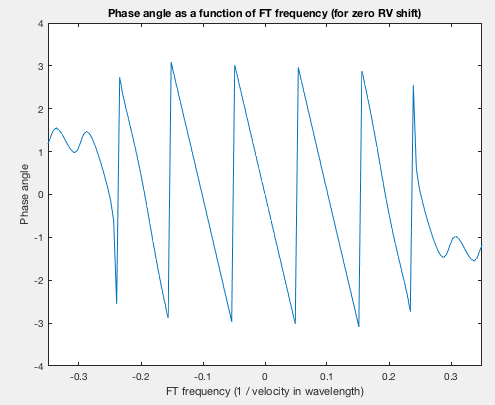 Phase angle as a function of FT frequency (for zero RV shift)
4
3
2
1
0
-1
-2
-3
-4
Phase angle
-0.3 -0.2 -0.1 0 0.1 0.2 0.3
FT frequency (1 / velocity in wavelength)